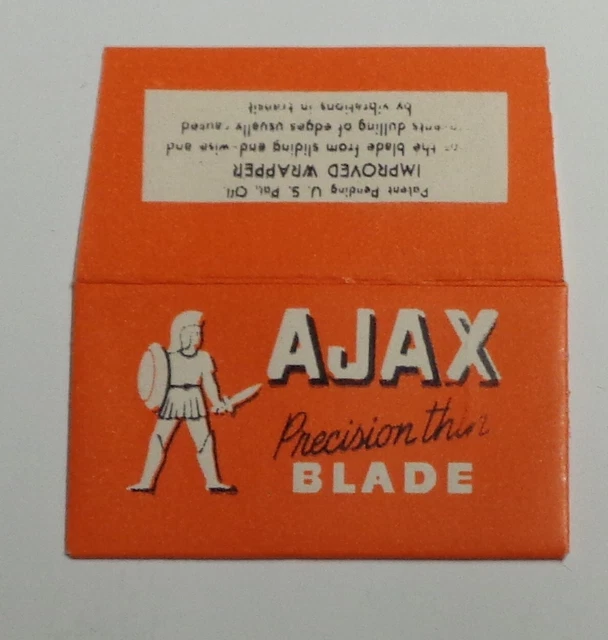 Patent Pending U. S. Pat. Off.
IMPROVED WRAPPER
the blade from sliding end-wise and
dulling of edges usually caused
by vibrations in transit
AJAX
Precision thin
BLADE